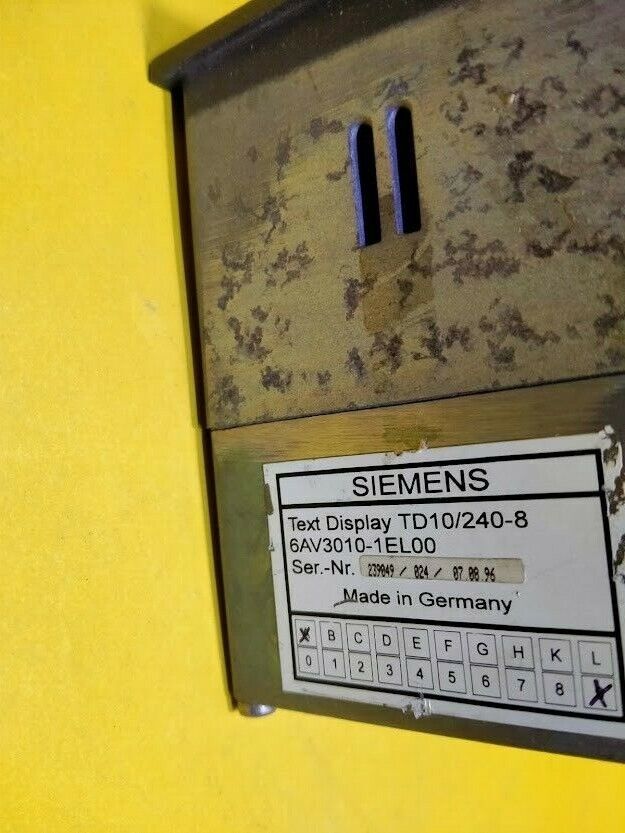 SIEMENS
Text Display TD10/240-8
6AV3010-1EL00
Ser.-Nr. 239049 / 024 / 07.08.96
Made in Germany
B C D E F G H K L
0 1 2 3 4 5 6 7 8